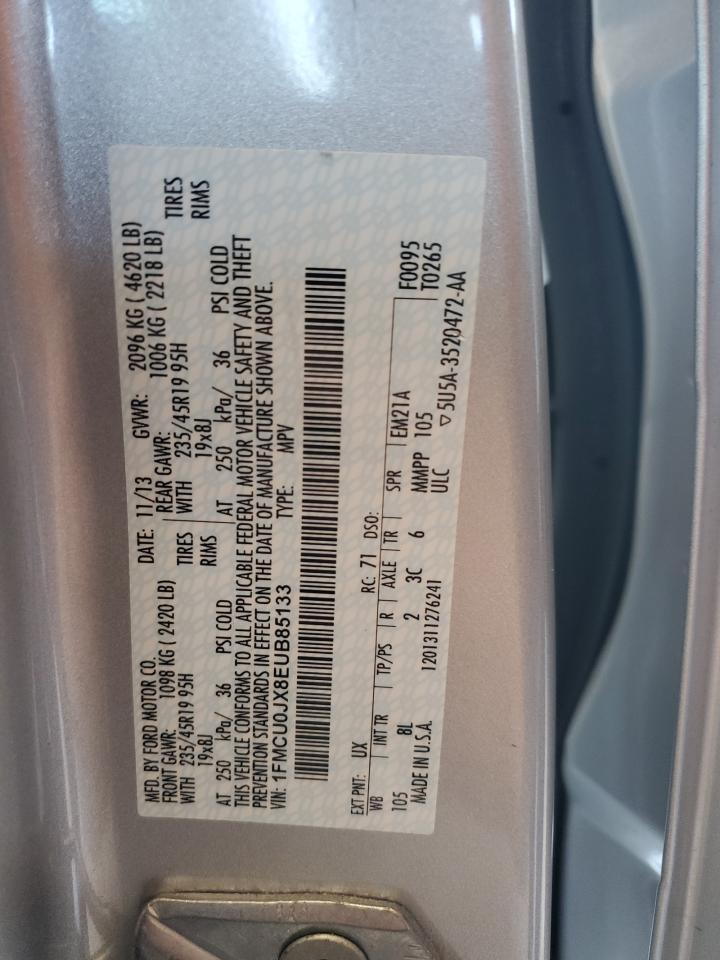 MFD. BY FORD MOTOR CO. DATE: 11/13 GVWR: 2096 KG ( 4620 LB)
FRONT GAWR: 1098 KG ( 2420 LB) REAR GAWR: 1006 KG ( 2218 LB)
WITH 235/45R19 95H TIRES WITH 235/45R19 95H TIRES
19x8J RIMS 19x8J RIMS
AT 250 kPa/ 36 PSI COLD AT 250 kPa/ 36 PSI COLD
THIS VEHICLE CONFORMS TO ALL APPLICABLE FEDERAL MOTOR VEHICLE SAFETY AND THEFT
PREVENTION STANDARDS IN EFFECT ON THE DATE OF MANUFACTURE SHOWN ABOVE.
VIN: 1FMCU0JX8EUB85133 TYPE: MPV
EXT PNT: UX RC: 71 DSO: F0095
WB INT TR TP/PS R AXLE TR SPR EM21A T0265
105 8L 2 3C 6 MMPP 105
MADE IN U.S.A. 1201311276241 ULC ▽5U5A-3520472-AA